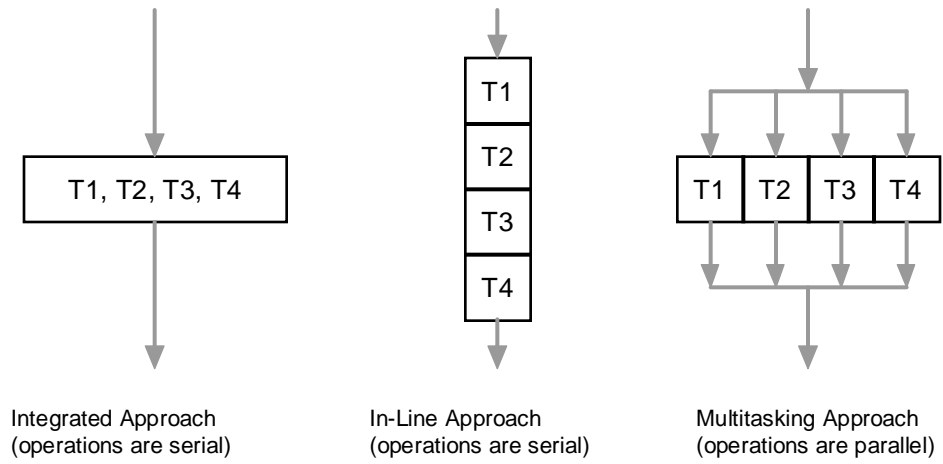 T1, T2, T3, T4
T1
T2
T3
T4
T1 T2 T3 T4
Integrated Approach
(operations are serial)
In-Line Approach
(operations are serial)
Multitasking Approach
(operations are parallel)